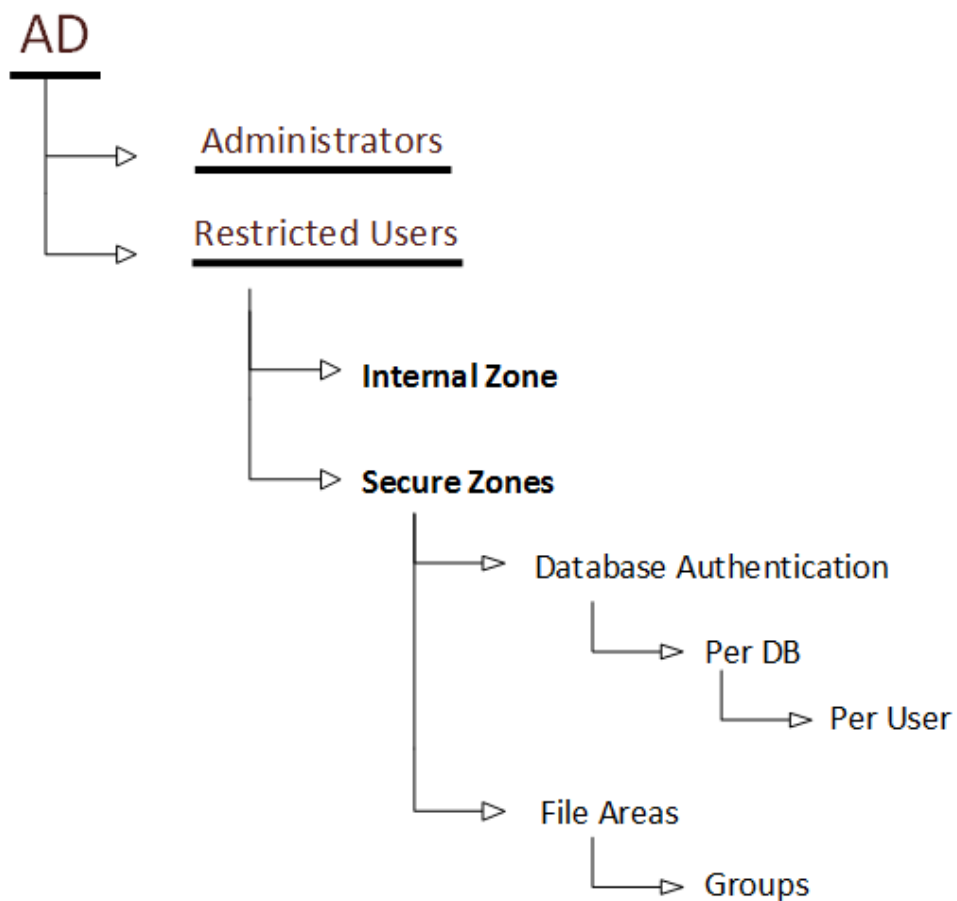 AD
Administrators
Restricted Users
Internal Zone
Secure Zones
Database Authentication
Per DB
Per User
File Areas
Groups